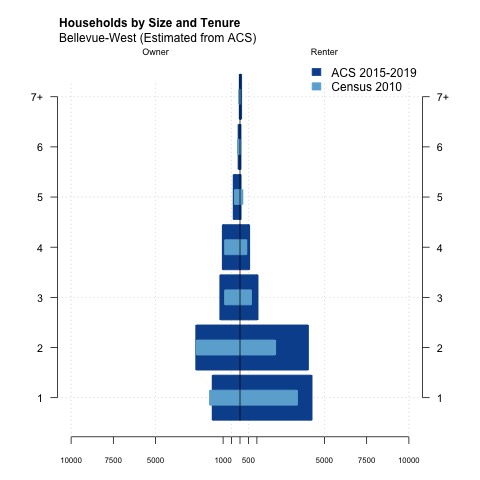 Households by Size and Tenure
Bellevue-West (Estimated from ACS)
Owner Renter
ACS 2015-2019
Census 2010
7+ 7+
6 6
5 5
4 4
3 3
2 2
1 1
10000 7500 5000 1000 500 5000 7500 10000